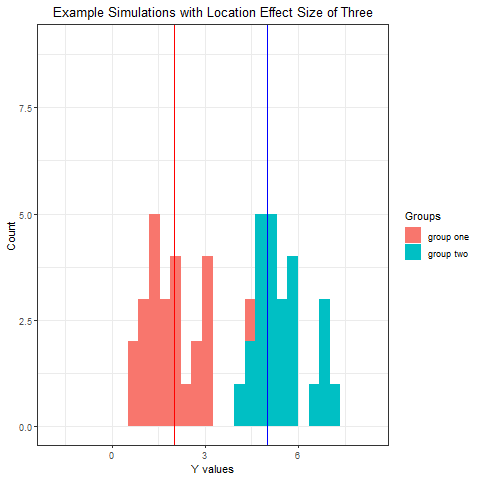 Example Simulations with Location Effect Size of Three
7.5
5.0
2.5
0.0
Count
0 3 6
Y values
Groups
group one
group two